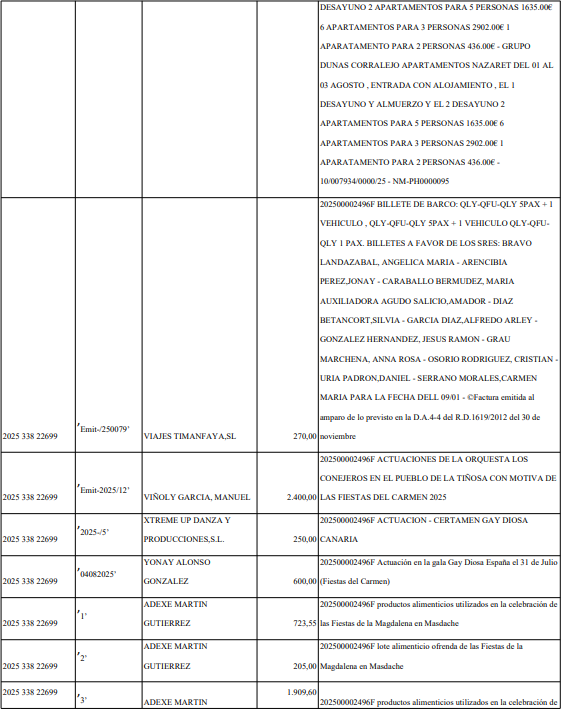 DESAYUNO 2 APARTAMENTOS PARA 5 PERSONAS 1635.00€
6 APARTAMENTOS PARA 3 PERSONAS 2902.00€ 1
APARATAMENTO PARA 2 PERSONAS 436.00€ - GRUPO
DUNAS CORRALEJO APARTAMENTOS NAZARET DEL 01 AL
03 AGOSTO , ENTRADA CON ALOJAMIENTO , EL 1
DESAYUNO Y ALMUERZO Y EL 2 DESAYUNO 2
APARTAMENTOS PARA 5 PERSONAS 1635.00€ 6
APARTAMENTOS PARA 3 PERSONAS 2902.00€ 1
APARATAMENTO PARA 2 PERSONAS 436.00€ -
10/007934/0000/25 - NM-PH0000095
202500002496F BILLETE DE BARCO: QLY-QFU-QLY 5PAX + 1
VEHICULO , QLY-QFU-QLY 5PAX + 1 VEHICULO QLY-QFU-
QLY 1 PAX. BILLETES A FAVOR DE LOS SRES: BRAVO
LANDAZABAL, ANGELICA MARIA - ARENCIBIA
PEREZ,JONAY - CARABALLO BERMUDEZ, MARIA
AUXILIADORA AGUDO SALICIO,AMADOR - DIAZ
BETANCORT,SILVIA - GARCIA DIAZ,ALFREDO ARLEY -
GONZALEZ HERNANDEZ, JESUS RAMON - GRAU
MARCHENA, ANNA ROSA - OSORIO RODRIGUEZ, CRISTIAN -
URIA PADRON,DANIEL - SERRANO MORALES,CARMEN
MARIA PARA LA FECHA DELL 09/01 - ©Factura emitida al
amparo de lo previsto en la D.A.4-4 del R.D.1619/2012 del 30 de
2025 338 22699 'Emit-/250079' VIAJES TIMANFAYA,SL 270,00 noviembre
202500002496F ACTUACIONES DE LA ORQUESTA LOS
CONEJEROS EN EL PUEBLO DE LA TIÑOSA CON MOTIVA DE
2025 338 22699 'Emit-2025/12' VIÑOLY GARCIA, MANUEL 2.400,00 LAS FIESTAS DEL CARMEN 2025
XTREME UP DANZA Y 202500002496F ACTUACION - CERTAMEN GAY DIOSA
2025 338 22699 '2025-/5' PRODUCCIONES,S.L. 250,00 CANARIA
YONAY ALONSO 202500002496F Actuación en la gala Gay Diosa España el 31 de Julio
2025 338 22699 '04082025' GONZALEZ 600,00 (Fiestas del Carmen)
ADEXE MARTIN 202500002496F productos alimenticios utilizados en la celebración de
2025 338 22699 '1' GUTIERREZ 723,55 las Fiestas de la Magdalena en Masdache
ADEXE MARTIN 202500002496F lote alimenticio ofrenda de las Fiestas de la
2025 338 22699 '2' GUTIERREZ 205,00 Magdalena en Masdache
2025 338 22699 '3' ADEXE MARTIN 1.909,60 202500002496F productos alimenticios utilizados en la celebración de